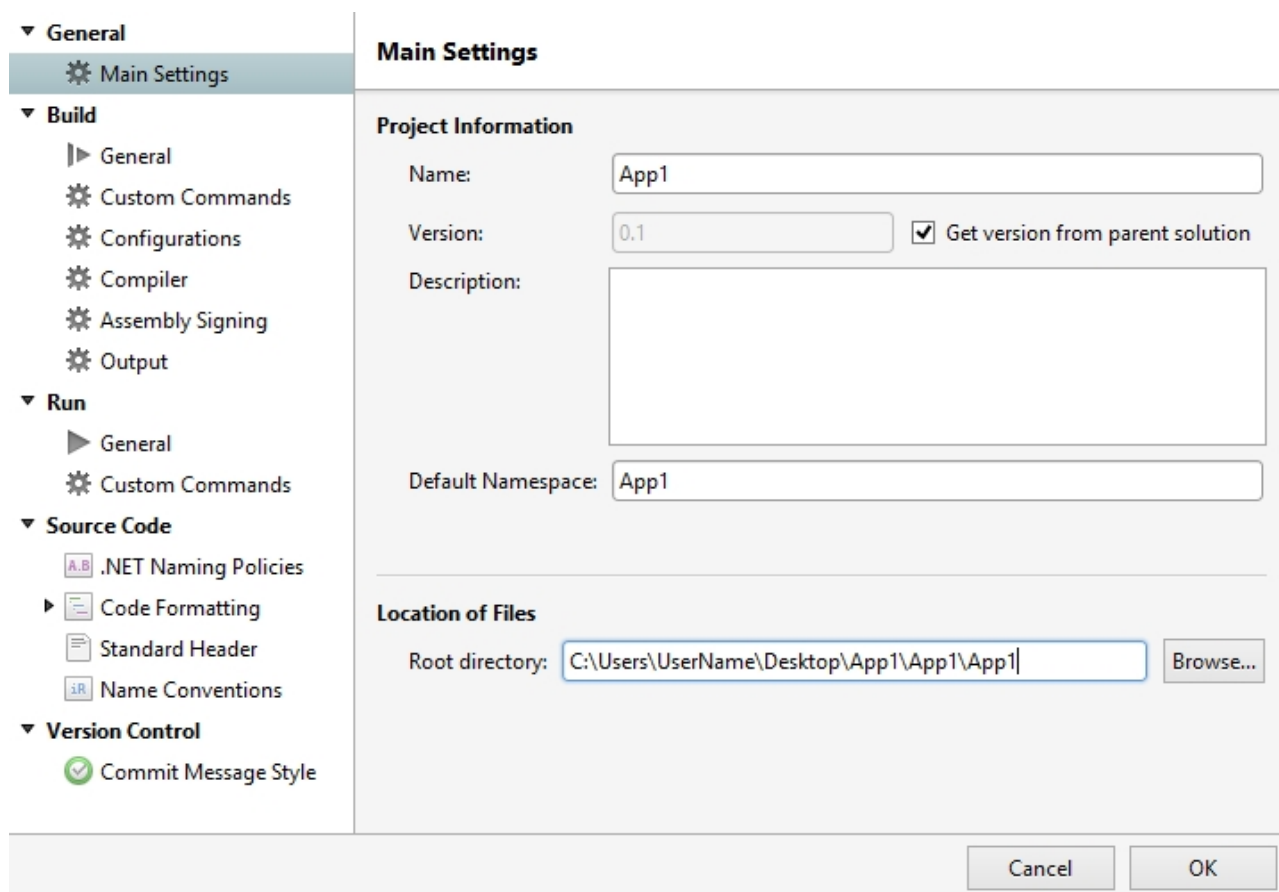 General
Main Settings
Build
General
Custom Commands
Configurations
Compiler
Assembly Signing
Output
Run
General
Custom Commands
Source Code
A.B .NET Naming Policies
Code Formatting
Standard Header
iR Name Conventions
Version Control
Commit Message Style
Main Settings
Project Information
Name: App1
Version: 0.1 Get version from parent solution
Description:
Default Namespace: App1
Location of Files
Root directory: C:\Users\UserName\Desktop\App1\App1\App1 Browse...
Cancel OK